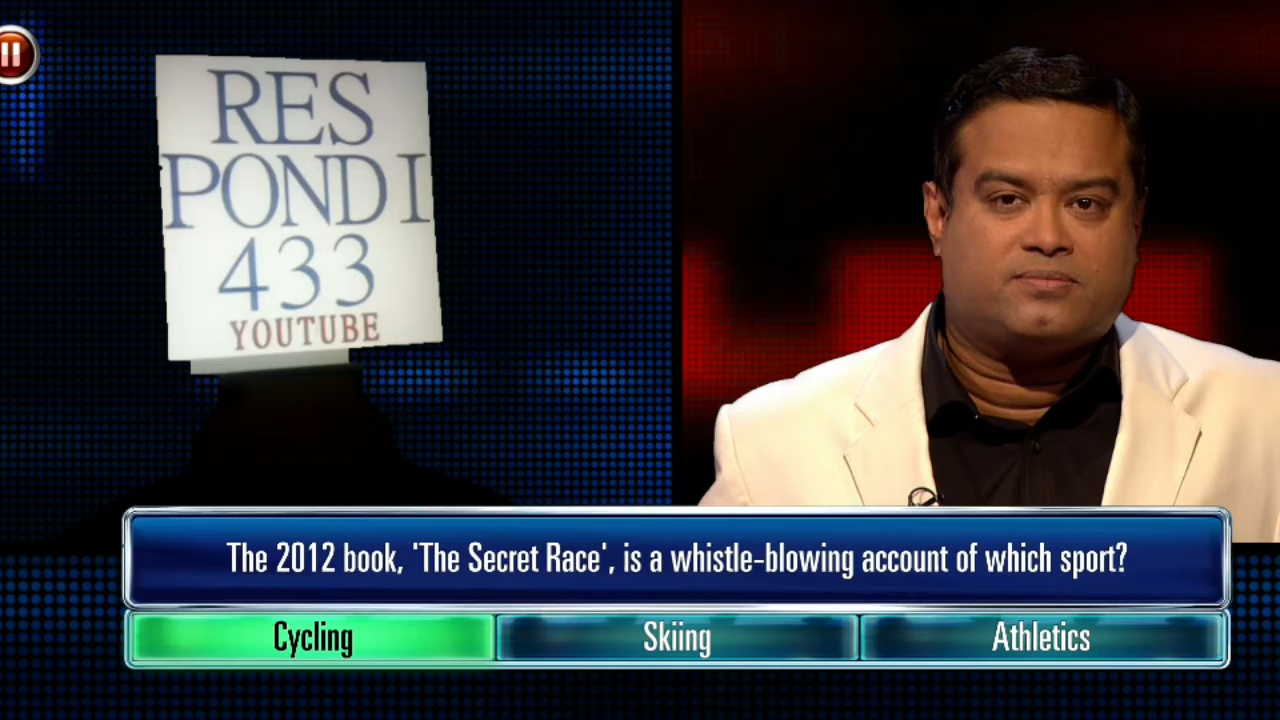 RES
PONDI
433
YOUTUBE
The 2012 book, 'The Secret Race', is a whistle-blowing account of which sport?
Cycling
Skiing
Athletics